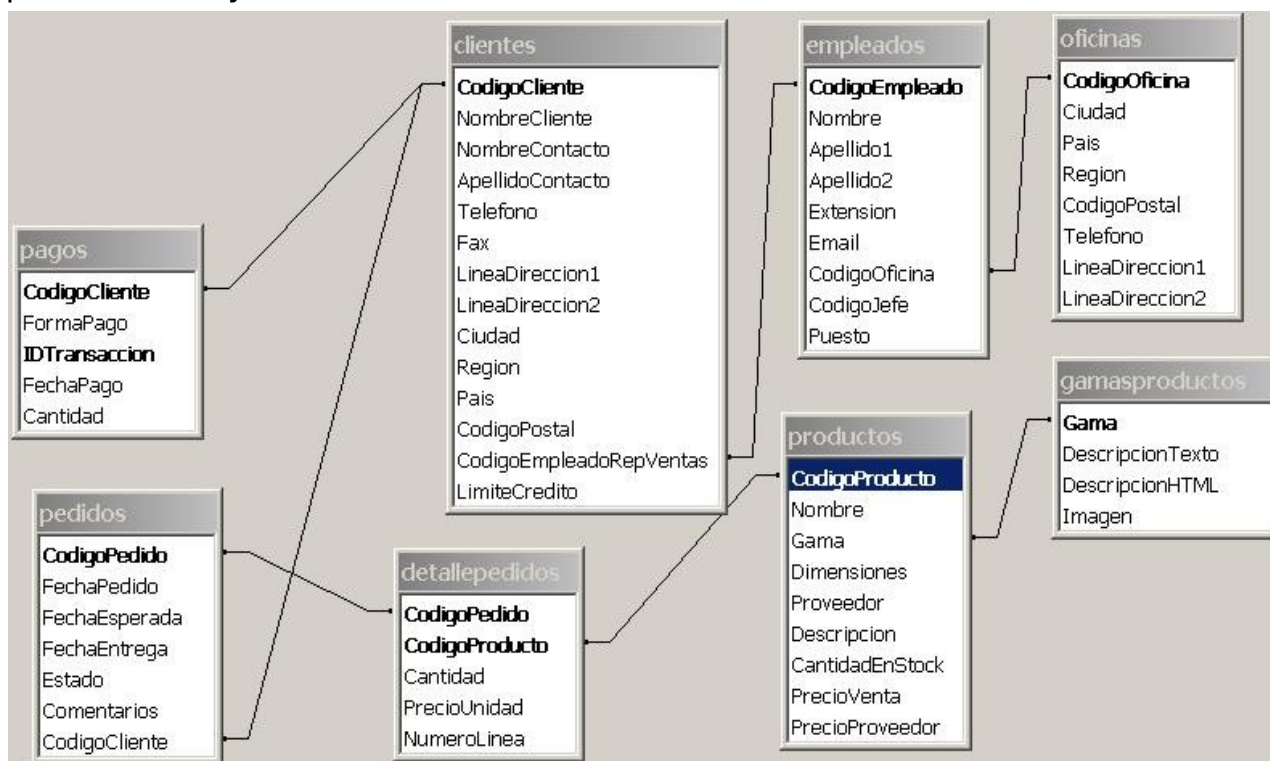 clientes
CodigoCliente
NombreCliente
NombreContacto
ApellidoContacto
Telefono
Fax
LineaDireccion1
LineaDireccion2
Ciudad
Region
Pais
CodigoPostal
CodigoEmpleadoRepVentas
LimiteCredito
empleados
CodigoEmpleado
Nombre
Apellido1
Apellido2
Extension
Email
CodigoOficina
CodigoJefe
Puesto
oficinas
CodigoOficina
Ciudad
Pais
Region
CodigoPostal
Telefono
LineaDireccion1
LineaDireccion2
pagos
CodigoCliente
FormaPago
IDTransaccion
FechaPago
Cantidad
gamasproductos
Gama
DescripcionTexto
DescripcionHTML
Imagen
productos
CodigoProducto
Nombre
Gama
Dimensiones
Proveedor
Descripcion
CantidadEnStock
PrecioVenta
PrecioProveedor
pedidos
CodigoPedido
FechaPedido
FechaEsperada
FechaEntrega
Estado
Comentarios
CodigoCliente
detallepedidos
CodigoPedido
CodigoProducto
Cantidad
PrecioUnidad
NumeroLinea